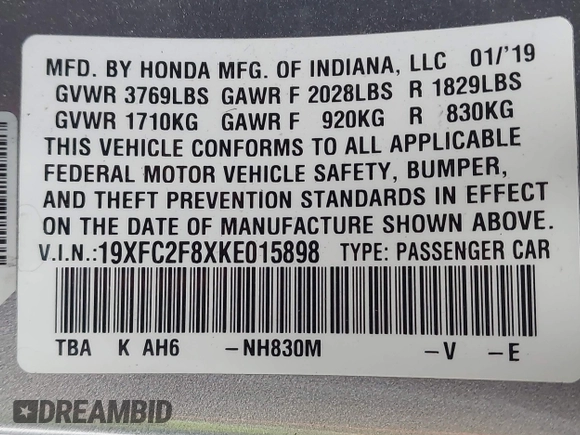 MFD. BY HONDA MFG. OF INDIANA, LLC 01/'19
GVWR 3769LBS GAWR F 2028LBS R 1829LBS
GVWR 1710KG GAWR F 920KG R 830KG
THIS VEHICLE CONFORMS TO ALL APPLICABLE
FEDERAL MOTOR VEHICLE SAFETY, BUMPER,
AND THEFT PREVENTION STANDARDS IN EFFECT
ON THE DATE OF MANUFACTURE SHOWN ABOVE.
V.I.N.:19XFC2F8XKE015898 TYPE: PASSENGER CAR
TBA K AH6 –NH830M –V –E
DREAMBID